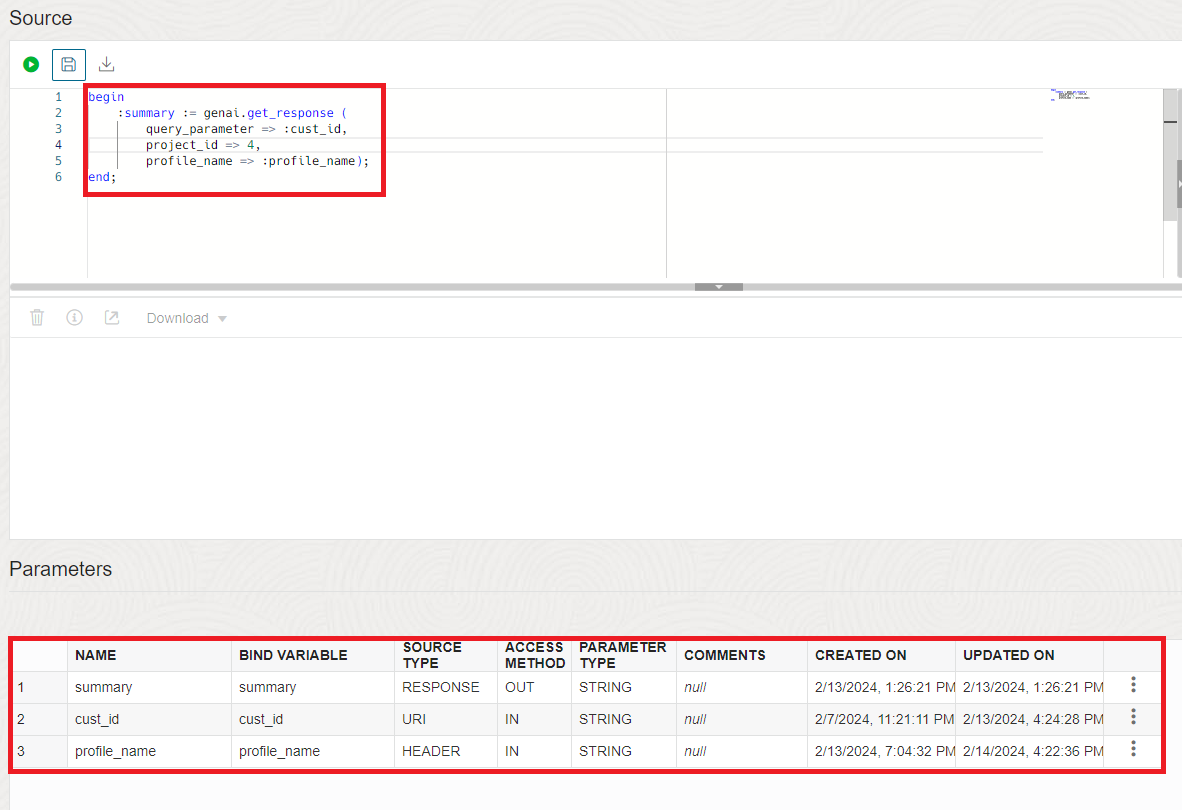 Source
1 begin
2 :summary := genai.get_response (
3 query_parameter => :cust_id,
4 project_id => 4,
5 profile_name => :profile_name);
6 end;
Download
Parameters
NAME BIND VARIABLE SOURCE TYPE ACCESS METHOD PARAMETER TYPE COMMENTS CREATED ON UPDATED ON
1 summary summary RESPONSE OUT STRING null 2/13/2024, 1:26:21 PM 2/13/2024, 1:26:21 PM
2 cust_id cust_id URI IN STRING null 2/7/2024, 11:21:11 PM 2/13/2024, 4:24:28 PM
3 profile_name profile_name HEADER IN STRING null 2/13/2024, 7:04:32 PM 2/14/2024, 4:22:36 PM